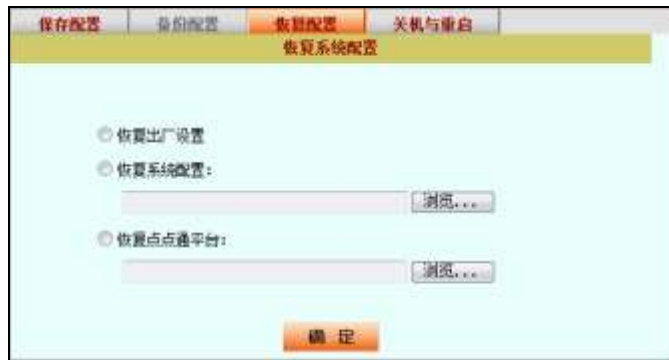 保存配置 备份配置 恢复配置 关机与重启
恢复系统配置
恢复出厂设置
恢复系统配置:
浏览...
恢复点点通平台:
浏览...
确 定